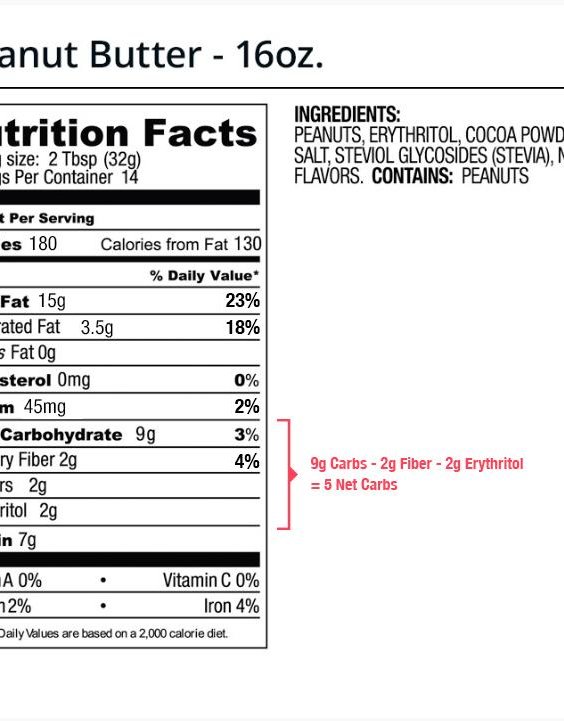 anut Butter - 16oz.
trition Facts
size: 2 Tbsp (32g)
s Per Container 14
t Per Serving
es 180 Calories from Fat 130
% Daily Value*
Fat 15g 23%
ated Fat 3.5g 18%
s Fat 0g
sterol 0mg 0%
m 45mg 2%
Carbohydrate 9g 3%
ry Fiber 2g 4%
rs 2g
ritol 2g
in 7g
A 0% • Vitamin C 0%
2% • Iron 4%
Daily Values are based on a 2,000 calorie diet.
INGREDIENTS:
PEANUTS, ERYTHRITOL, COCOA POWD
SALT, STEVIOL GLYCOSIDES (STEVIA), N
FLAVORS. CONTAINS: PEANUTS
9g Carbs - 2g Fiber - 2g Erythritol
= 5 Net Carbs